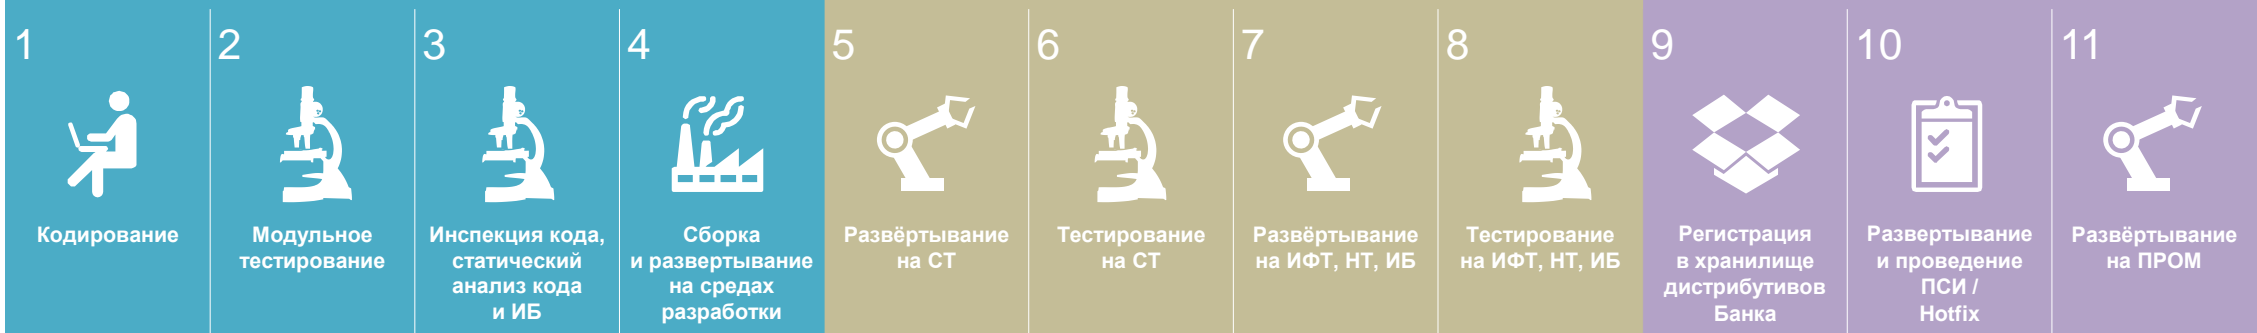 1
Кодирование
2
Модульное
тестирование
3
Инспекция кода,
статический
анализ кода
и ИБ
4
Сборка
и развертывание
на средах
разработки
5
Развёртывание
на СТ
6
Тестирование
на СТ
7
Развёртывание
на ИФТ, НТ, ИБ
8
Тестирование
на ИФТ, НТ, ИБ
9
Регистрация
в хранилище
дистрибутивов
Банка
10
Развертывание
и проведение
ПСИ /
Hotfix
11
Развёртывание
на ПРОМ